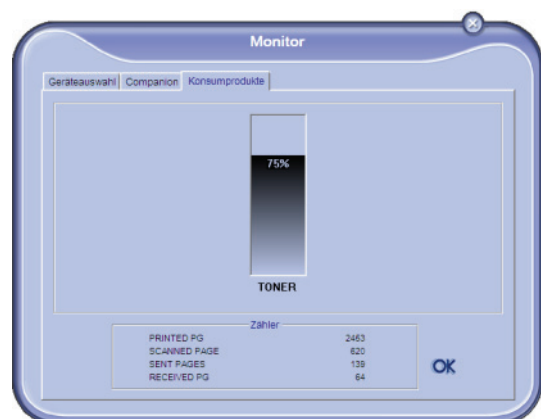 Monitor
Geräteauswahl Companion Konsumprodukte
75%
TONER
Zähler
PRINTED PG 2463
SCANNED PAGE 620
SENT PAGES 139
RECEIVED PG 64
OK